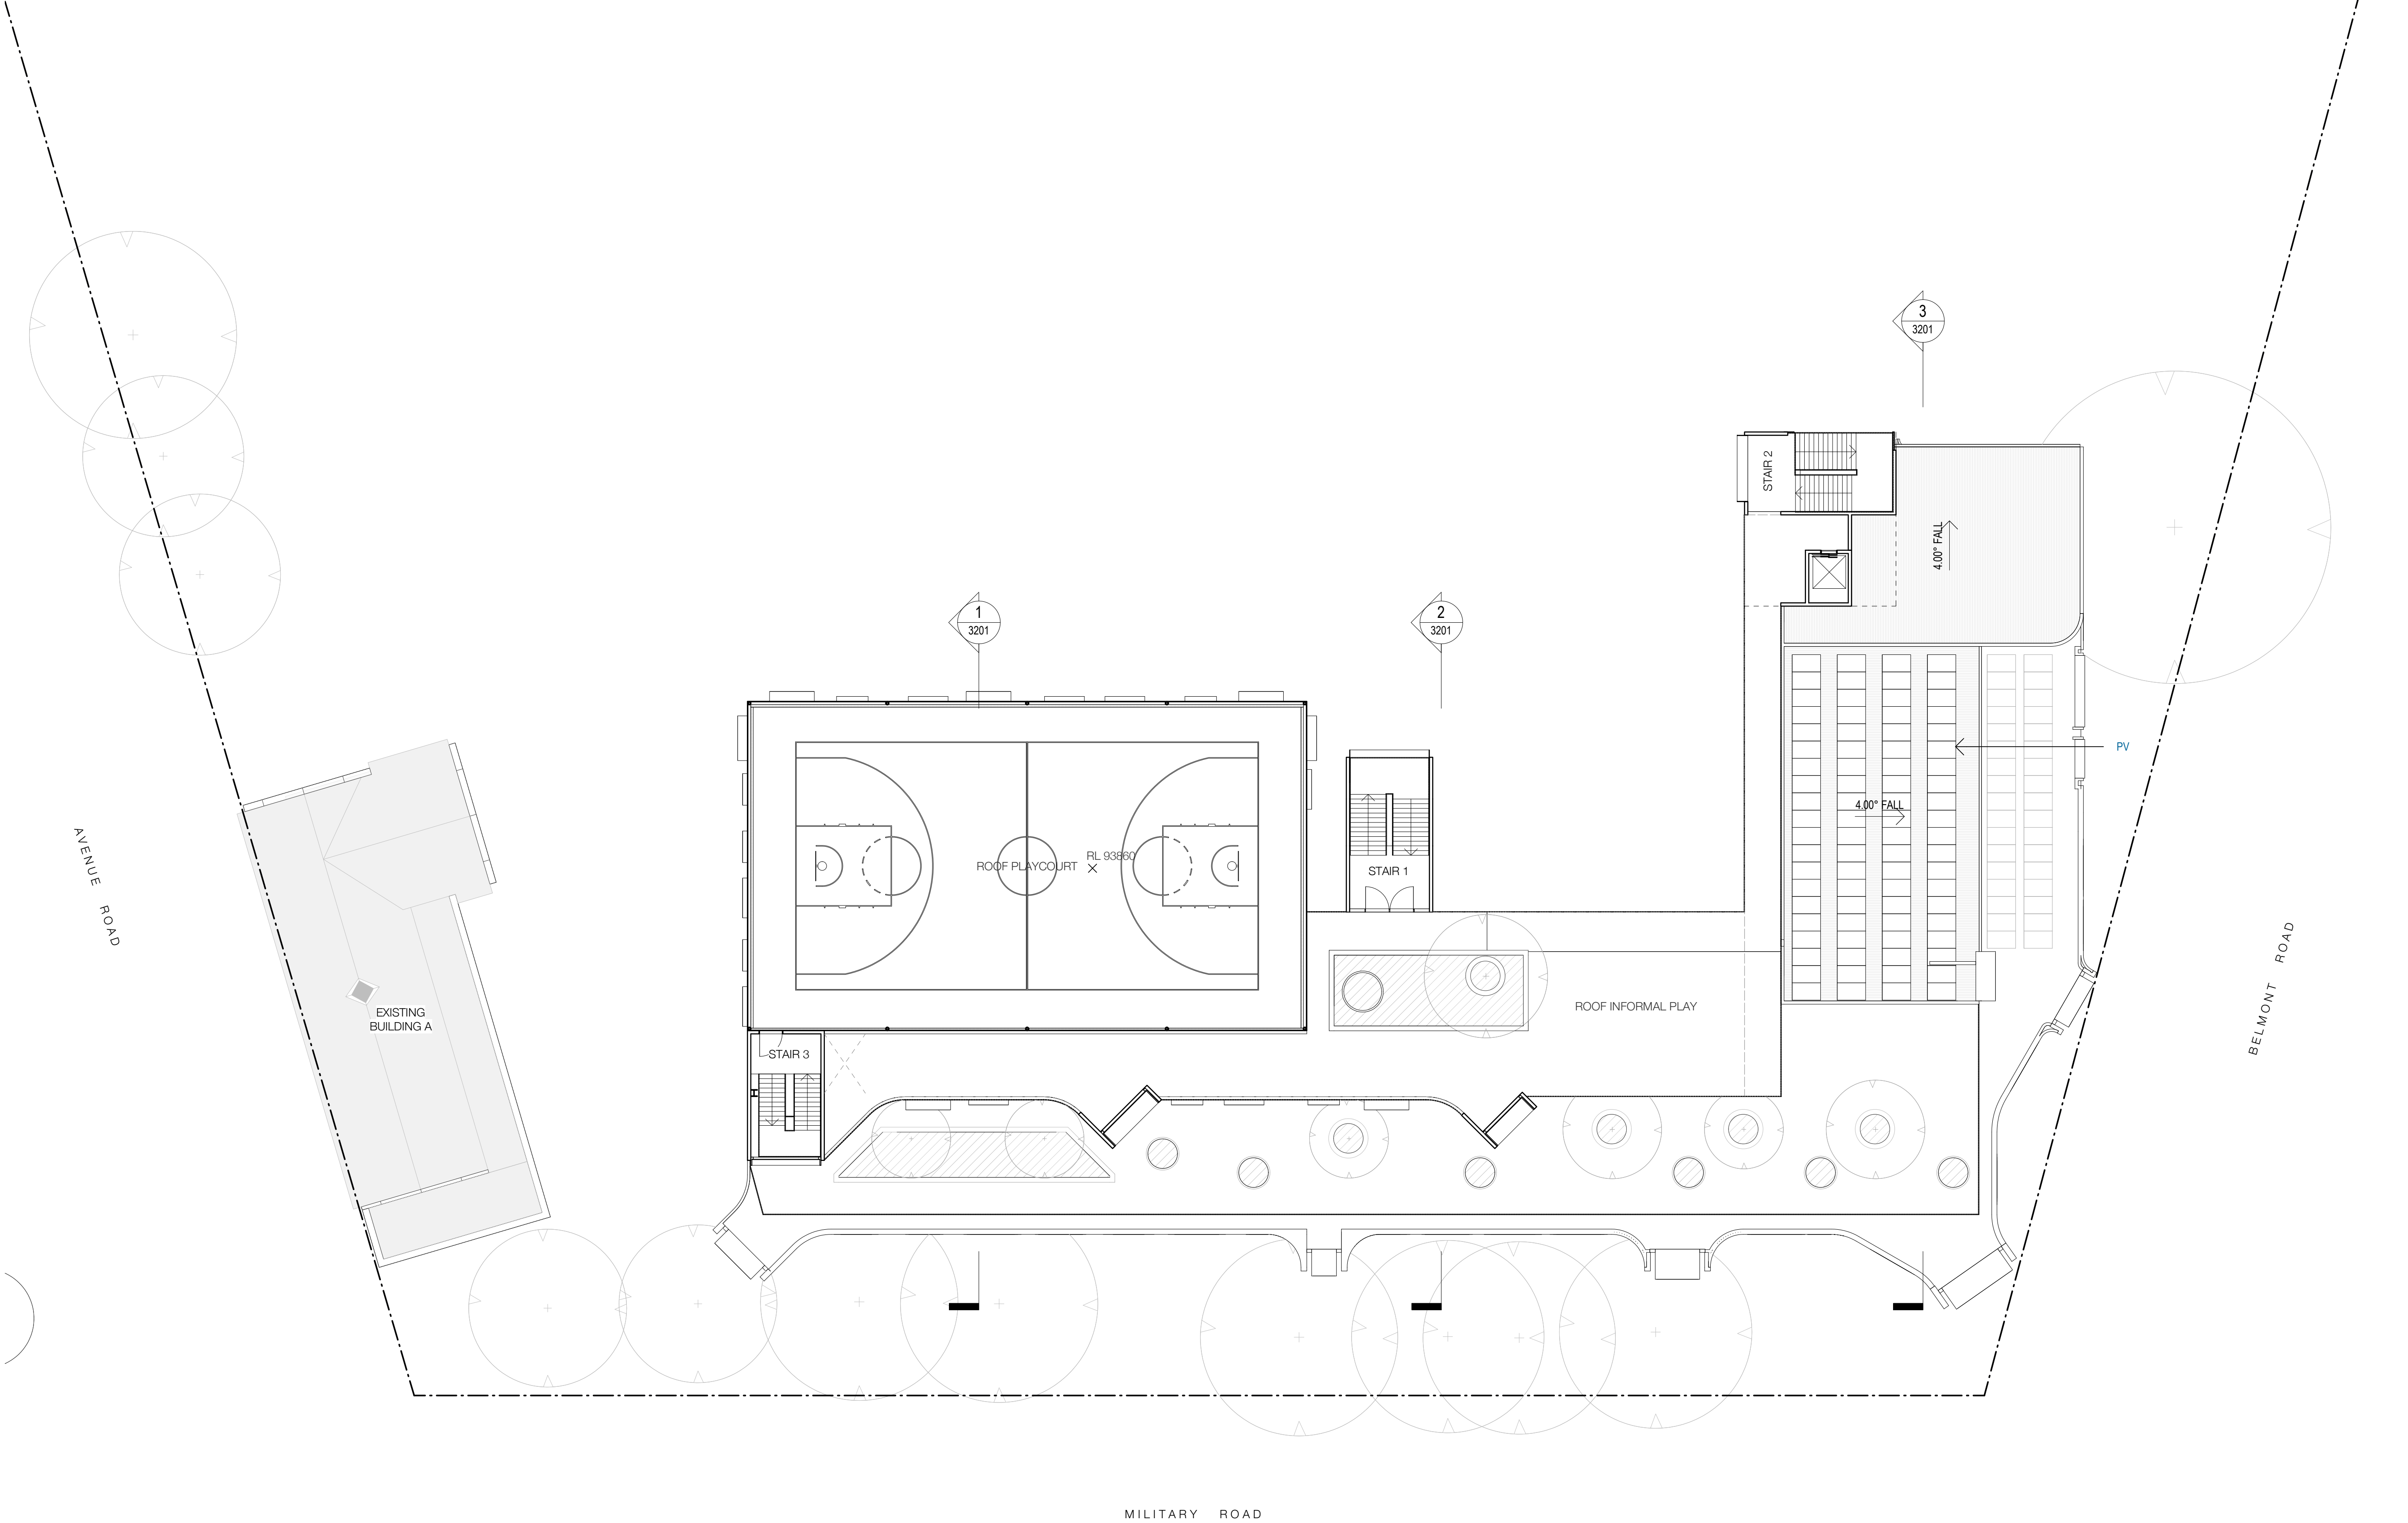 3
3201
STAIR 2
4.00° FALL
1
3201
2
3201
PV
4.00° FALL
AVENUE ROAD
RL 93860
ROOF PLAYCOURT
STAIR 1
BELMONT ROAD
EXISTING
BUILDING A
ROOF INFORMAL PLAY
STAIR 3
MILITARY ROAD